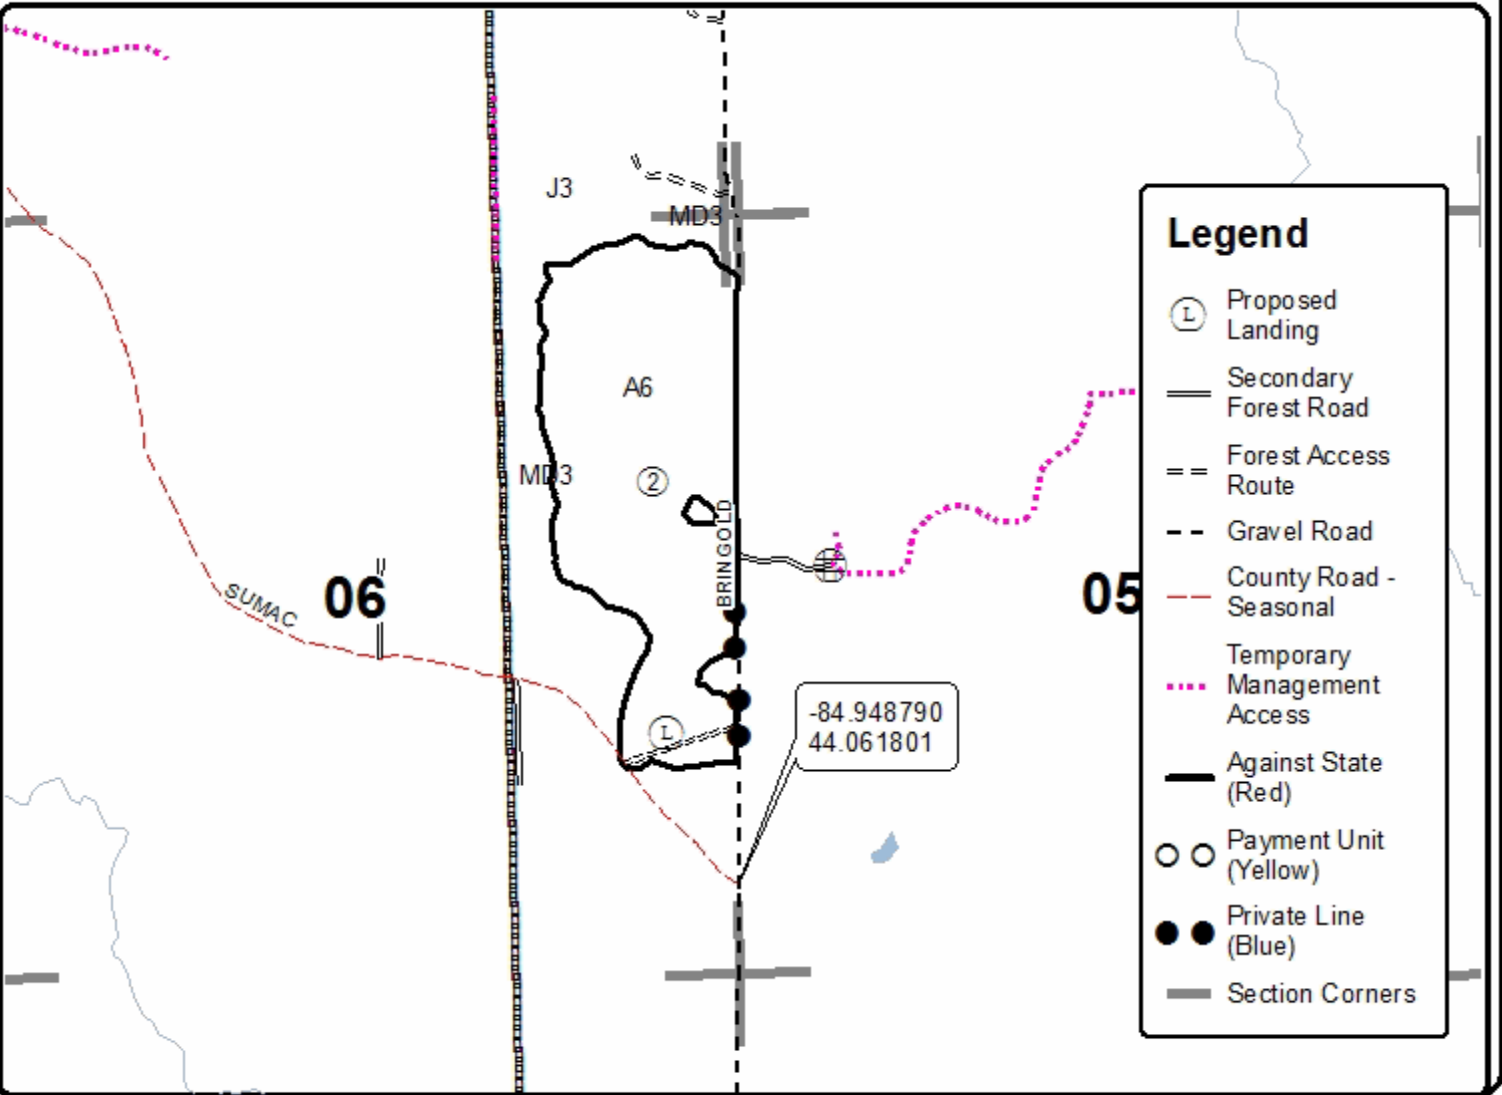 J3
MD3
A6
MD3
2
BRINGOLD
06
SUMAC
05
L
-84.948790
44.061801
Legend
L
Proposed
Landing
Secondary
Forest Road
Forest Access
Route
Gravel Road
County Road -
Seasonal
Temporary
Management
Access
Against State
(Red)
Payment Unit
(Yellow)
Private Line
(Blue)
Section Corners